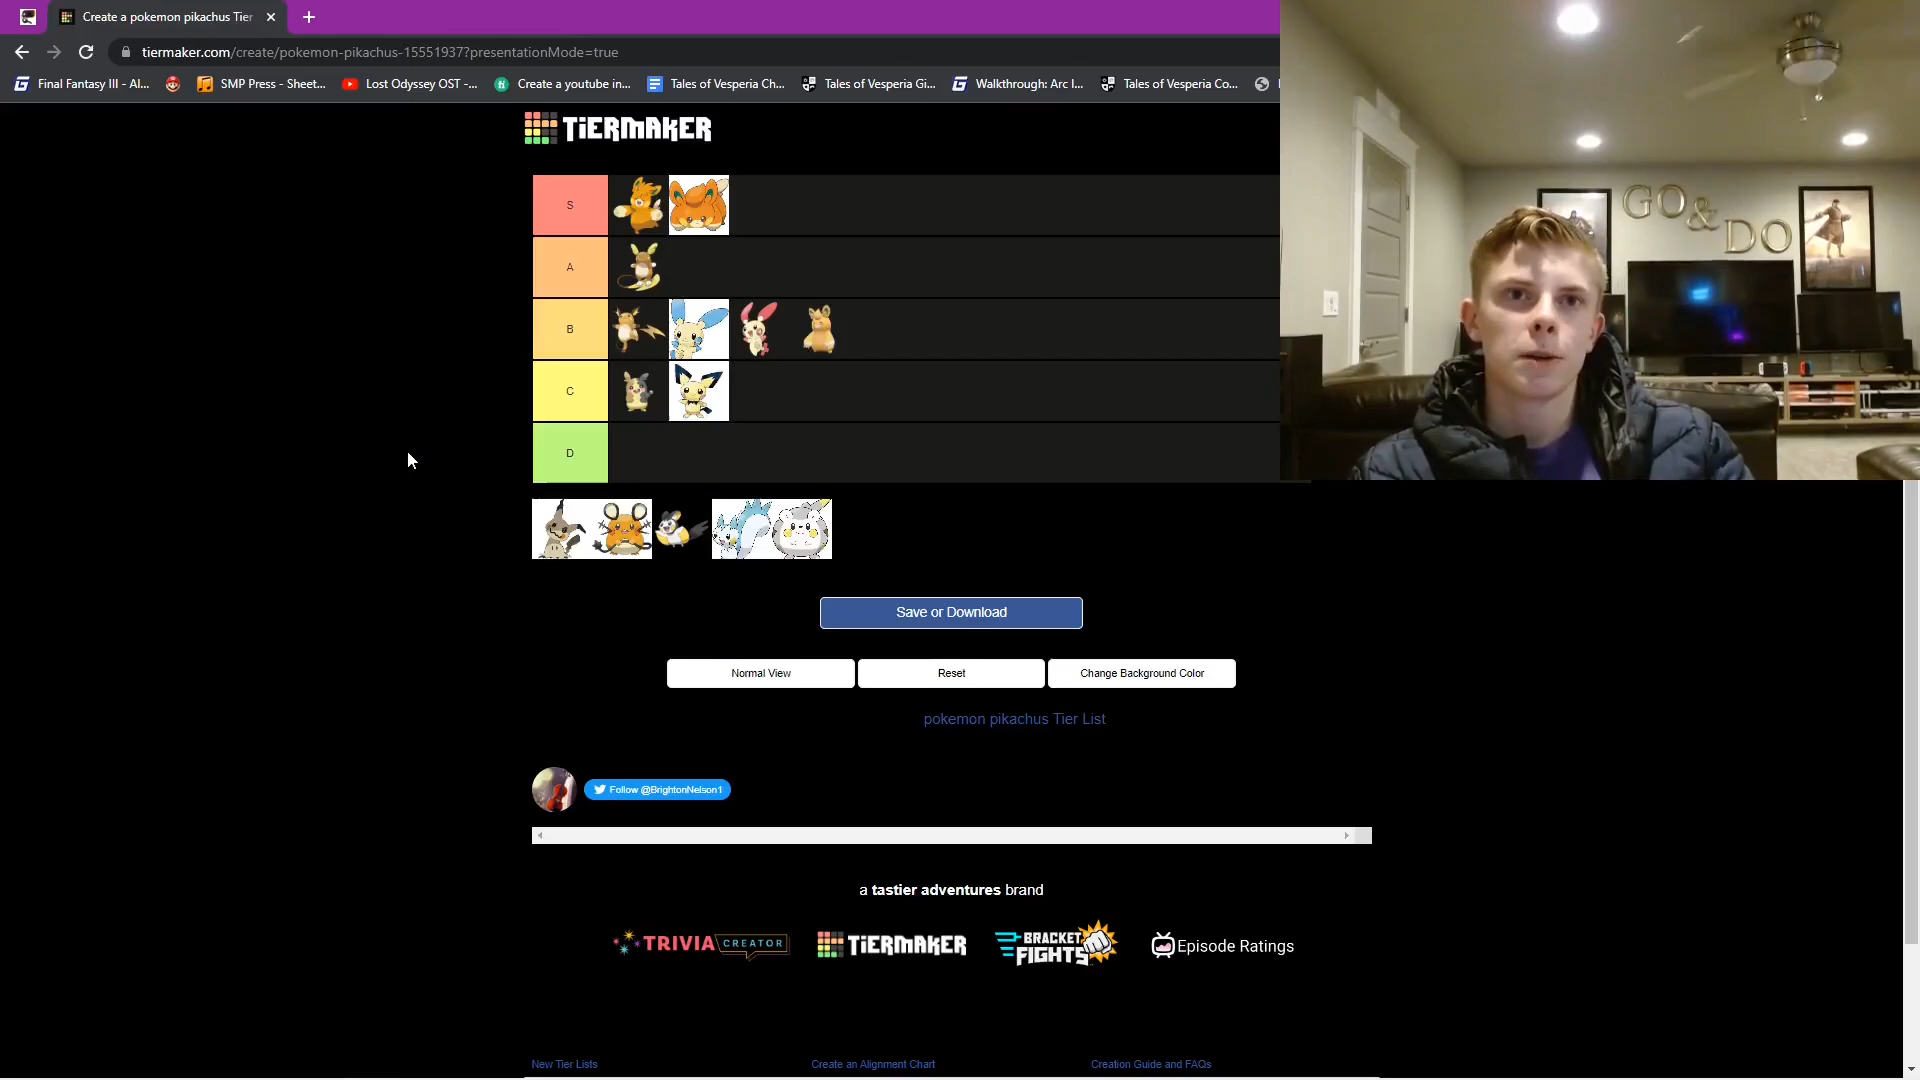 Create a pokemon pikachus Tier
tiermaker.com/create/pokemon-pikachus-15551937?presentationMode=true
Final Fantasy III - Al...
SMP Press - Sheet...
Lost Odyssey OST -...
Create a youtube in...
Tales of Vesperia Ch...
Tales of Vesperia Gi...
Walkthrough: Arc I...
Tales of Vesperia Co...
TIERMAKER
S
A
B
C
D
GO & DO
Save or Download
Normal View
Reset
Change Background Color
pokemon pikachus Tier List
Follow @BrightonNelson1
a tastier adventures brand
TRIVIA CREATOR
TIERMAKER
BRACKET FIGHTS
Episode Ratings
New Tier Lists
Create an Alignment Chart
Creation Guide and FAQs